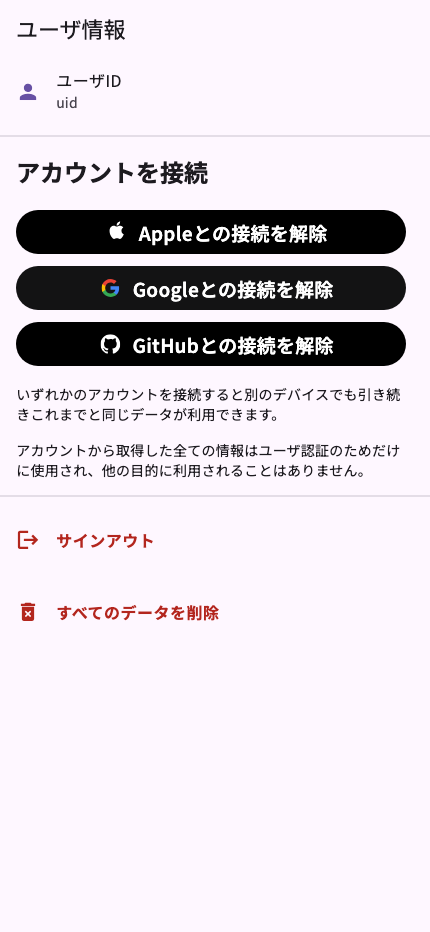 ユーザ情報
ユーザID
uid
アカウントを接続
Appleとの接続を解除
Googleとの接続を解除
GitHubとの接続を解除
いずれかのアカウントを接続すると別のデバイスでも引き続
きこれまでと同じデータが利用できます。
アカウントから取得した全ての情報はユーザ認証のためだけ
に使用され、他の目的に利用されることはありません。
サインアウト
すべてのデータを削除